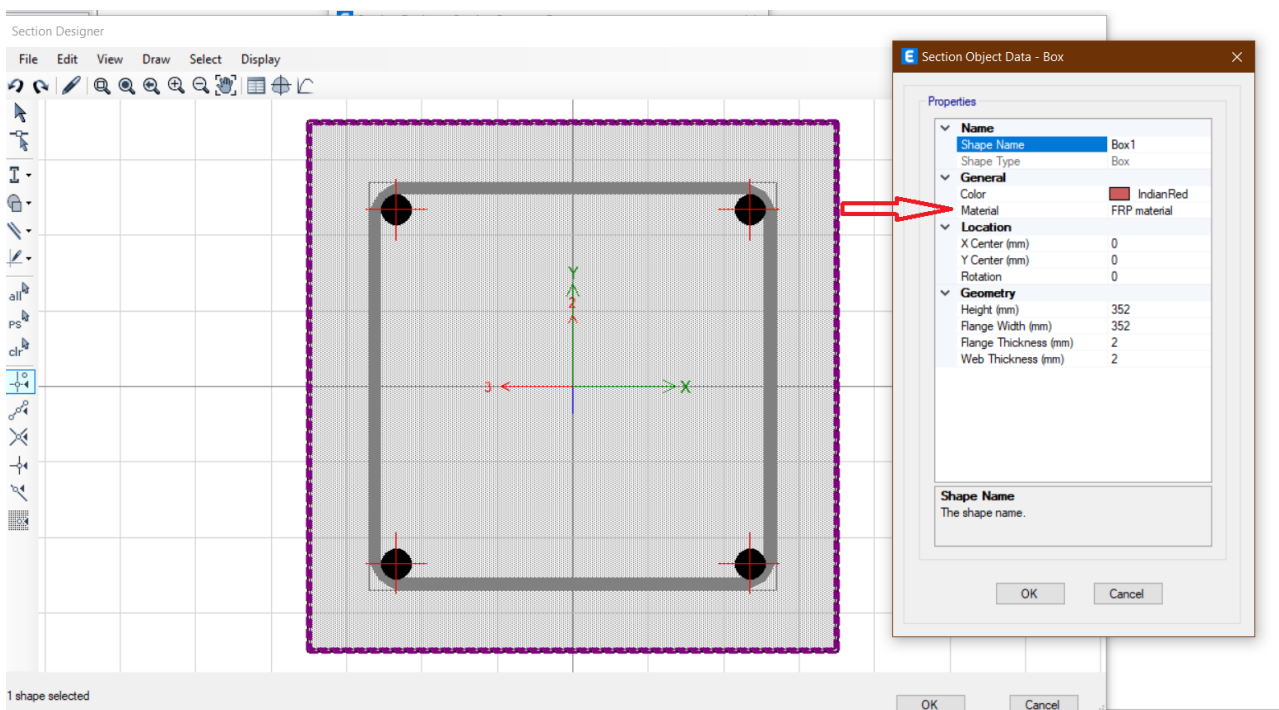 Section Designer
File Edit View Draw Select Display
all
PS
clr
Y
2
3
X
1 shape selected
OK Cancel
E Section Object Data - Box
Properties
Name
Shape Name Box1
Shape Type Box
General
Color IndianRed
Material FRP material
Location
X Center (mm) 0
Y Center (mm) 0
Rotation 0
Geometry
Height (mm) 352
Flange Width (mm) 352
Flange Thickness (mm) 2
Web Thickness (mm) 2
Shape Name
The shape name.
OK Cancel